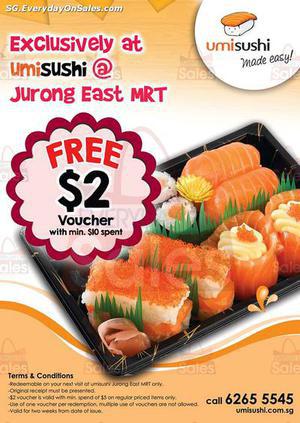 SG.EverydayOnSales.com
umisushi
Made easy!
Exclusively at
umisushi @
Jurong East MRT
FREE
$2
Voucher
with min. $10 spent
Terms & Conditions
-Redeemable on your next visit at umisushi Jurong East MRT only.
-Original receipt must be presented.
-$2 voucher is valid with min. spend of $3 on regular priced items only.
-Use of one voucher per redemption, multiple use of vouchers are not allowed.
-Valid for two weeks from date of issue.
call 6265 5545
umisushi.com.sg